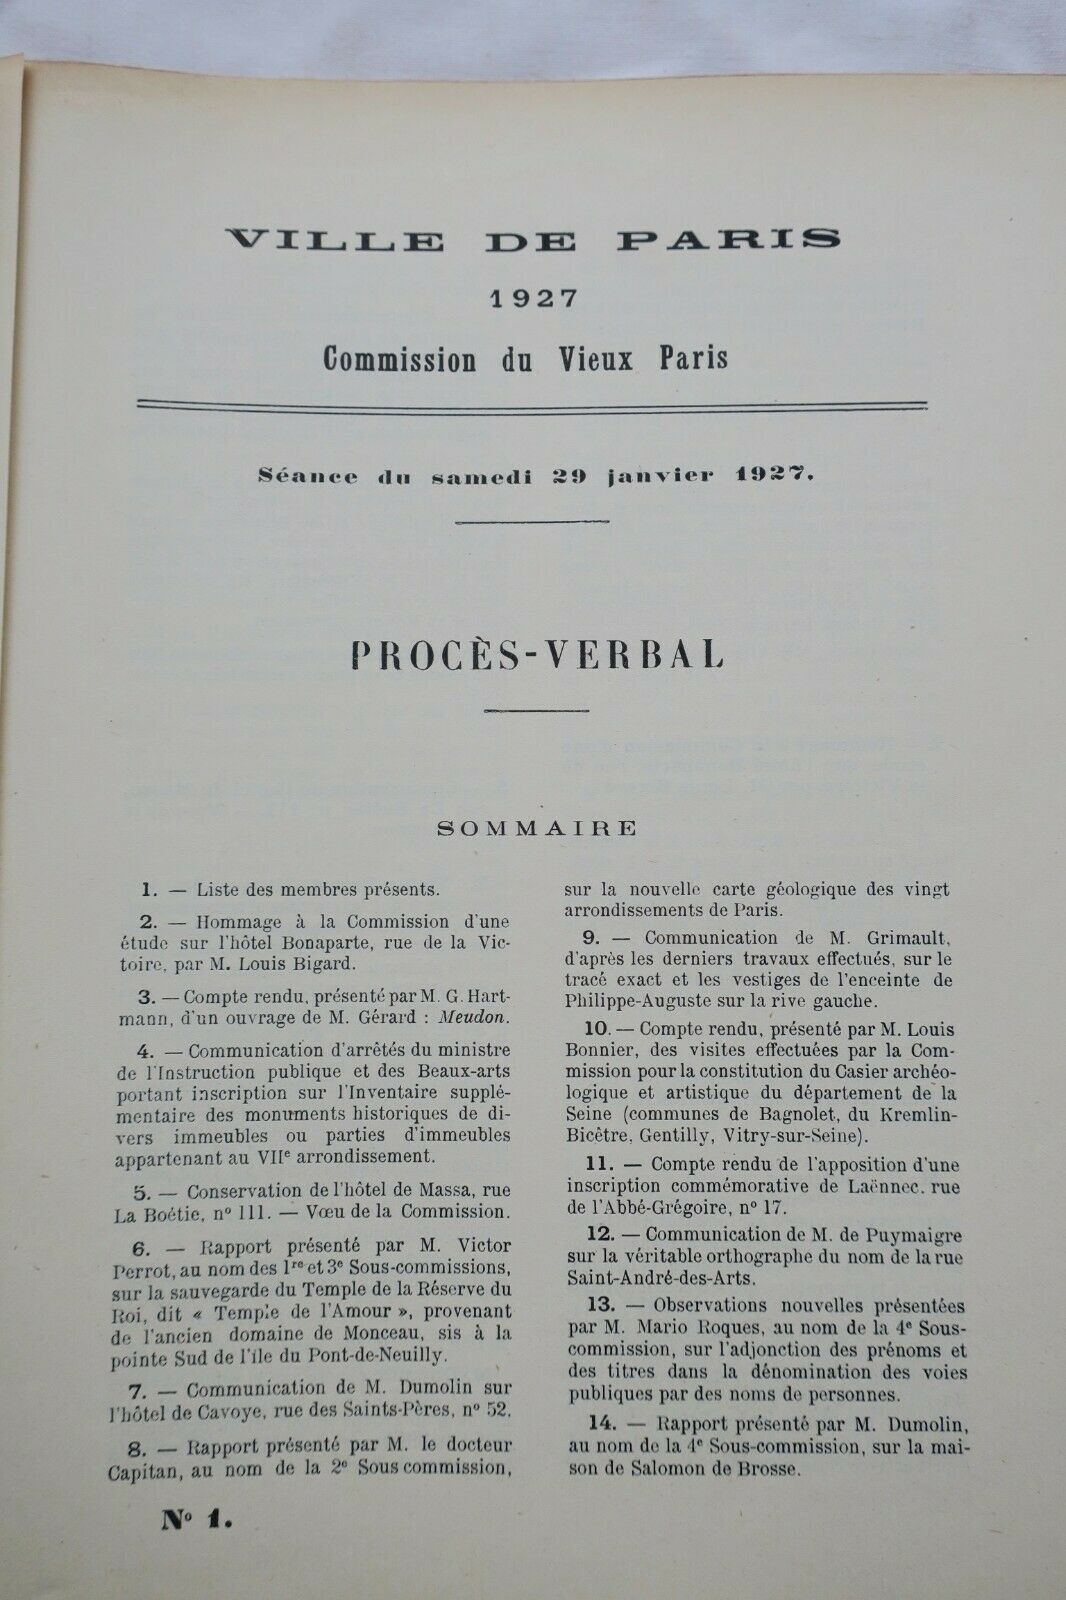 VILLE DE PARIS
1927
Commission du Vieux Paris
Séance du samedi 29 janvier 1927.
PROCÈS-VERBAL
SOMMAIRE
1. — Liste des membres présents.
2. — Hommage à la Commission d'une
étude sur l'hôtel Bonaparte, rue de la Vic-
toire, par M. Louis Bigard.
3. — Compte rendu, présenté par M. G. Hart-
mann, d'un ouvrage de M. Gérard : Meudon.
4. — Communication d'arrêtés du ministre
de l'Instruction publique et des Beaux-arts
portant inscription sur l'Inventaire supplé-
mentaire des monuments historiques de di-
vers immeubles ou parties d'immeubles
appartenant au VIIe arrondissement.
5. — Conservation de l'hôtel de Massa, rue
La Boétie, n° 111. — Vœu de la Commission.
6. — Rapport présenté par M. Victor
Perrot, au nom des 1re et 3e Sous-commissions,
sur la sauvegarde du Temple de la Réserve du
Roi, dit « Temple de l'Amour », provenant
de l'ancien domaine de Monceau, sis à la
pointe Sud de l'île du Pont-de-Neuilly.
7. — Communication de M. Dumolin sur
l'hôtel de Cavoye, rue des Saints-Pères, n° 52.
8. — Rapport présenté par M. le docteur
Capitan, au nom de la 2e Sous commission,
sur la nouvelle carte géologique des vingt
arrondissements de Paris.
9. — Communication de M. Grimault,
d'après les derniers travaux effectués, sur le
tracé exact et les vestiges de l'enceinte de
Philippe-Auguste sur la rive gauche.
10. — Compte rendu, présenté par M. Louis
Bonnier, des visites effectuées par la Com-
mission pour la constitution du Casier archéo-
logique et artistique du département de la
Seine (communes de Bagnolet, du Kremlin-
Bicêtre, Gentilly, Vitry-sur-Seine).
11. — Compte rendu de l'apposition d'une
inscription commémorative de Laënnec, rue
de l'Abbé-Grégoire, n° 17.
12. — Communication de M. de Puymaigre
sur la véritable orthographe du nom de la rue
Saint-André-des-Arts.
13. — Observations nouvelles présentées
par M. Mario Roques, au nom de la 4e Sous-
commission, sur l'adjonction des prénoms et
des titres dans la dénomination des voies
publiques par des noms de personnes.
14. — Rapport présenté par M. Dumolin,
au nom de la 4e Sous-commission, sur la mai-
son de Salomon de Brosse.
N° 1.